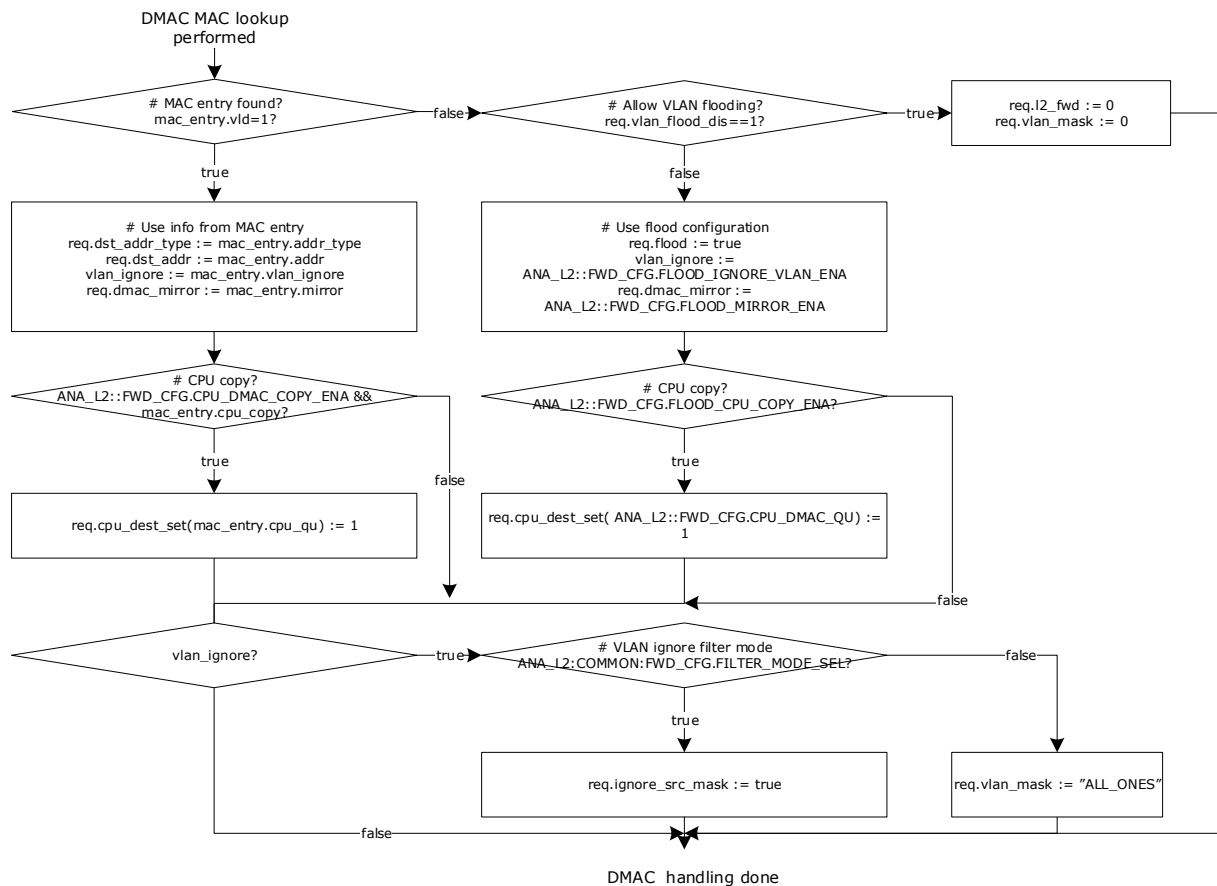 DMAC MAC lookup
performed
# MAC entry found?
mac_entry.vld=1?
false
# Allow VLAN flooding?
req.vlan_flood_dis==1?
true
req.l2_fwd := 0
req.vlan_mask := 0
true
false
# Use info from MAC entry
req.dst_addr_type := mac_entry.addr_type
req.dst_addr := mac_entry.addr
vlan_ignore := mac_entry.vlan_ignore
req.dmac_mirror := mac_entry.mirror
# Use flood configuration
req.flood := true
vlan_ignore :=
ANA_L2::FWD_CFG.FLOOD_IGNORE_VLAN_ENA
req.dmac_mirror :=
ANA_L2::FWD_CFG.FLOOD_MIRROR_ENA
# CPU copy?
ANA_L2::FWD_CFG.CPU_DMAC_COPY_ENA &&
mac_entry.cpu_copy?
# CPU copy?
ANA_L2::FWD_CFG.FLOOD_CPU_COPY_ENA?
true
false
true
req.cpu_dest_set(mac_entry.cpu_qu) := 1
req.cpu_dest_set( ANA_L2::FWD_CFG.CPU_DMAC_QU) :=
1
false
vlan_ignore?
true
# VLAN ignore filter mode
ANA_L2:COMMON:FWD_CFG.FILTER_MODE_SEL?
false
true
req.ignore_src_mask := true
req.vlan_mask := ”ALL_ONES”
false
DMAC handling done